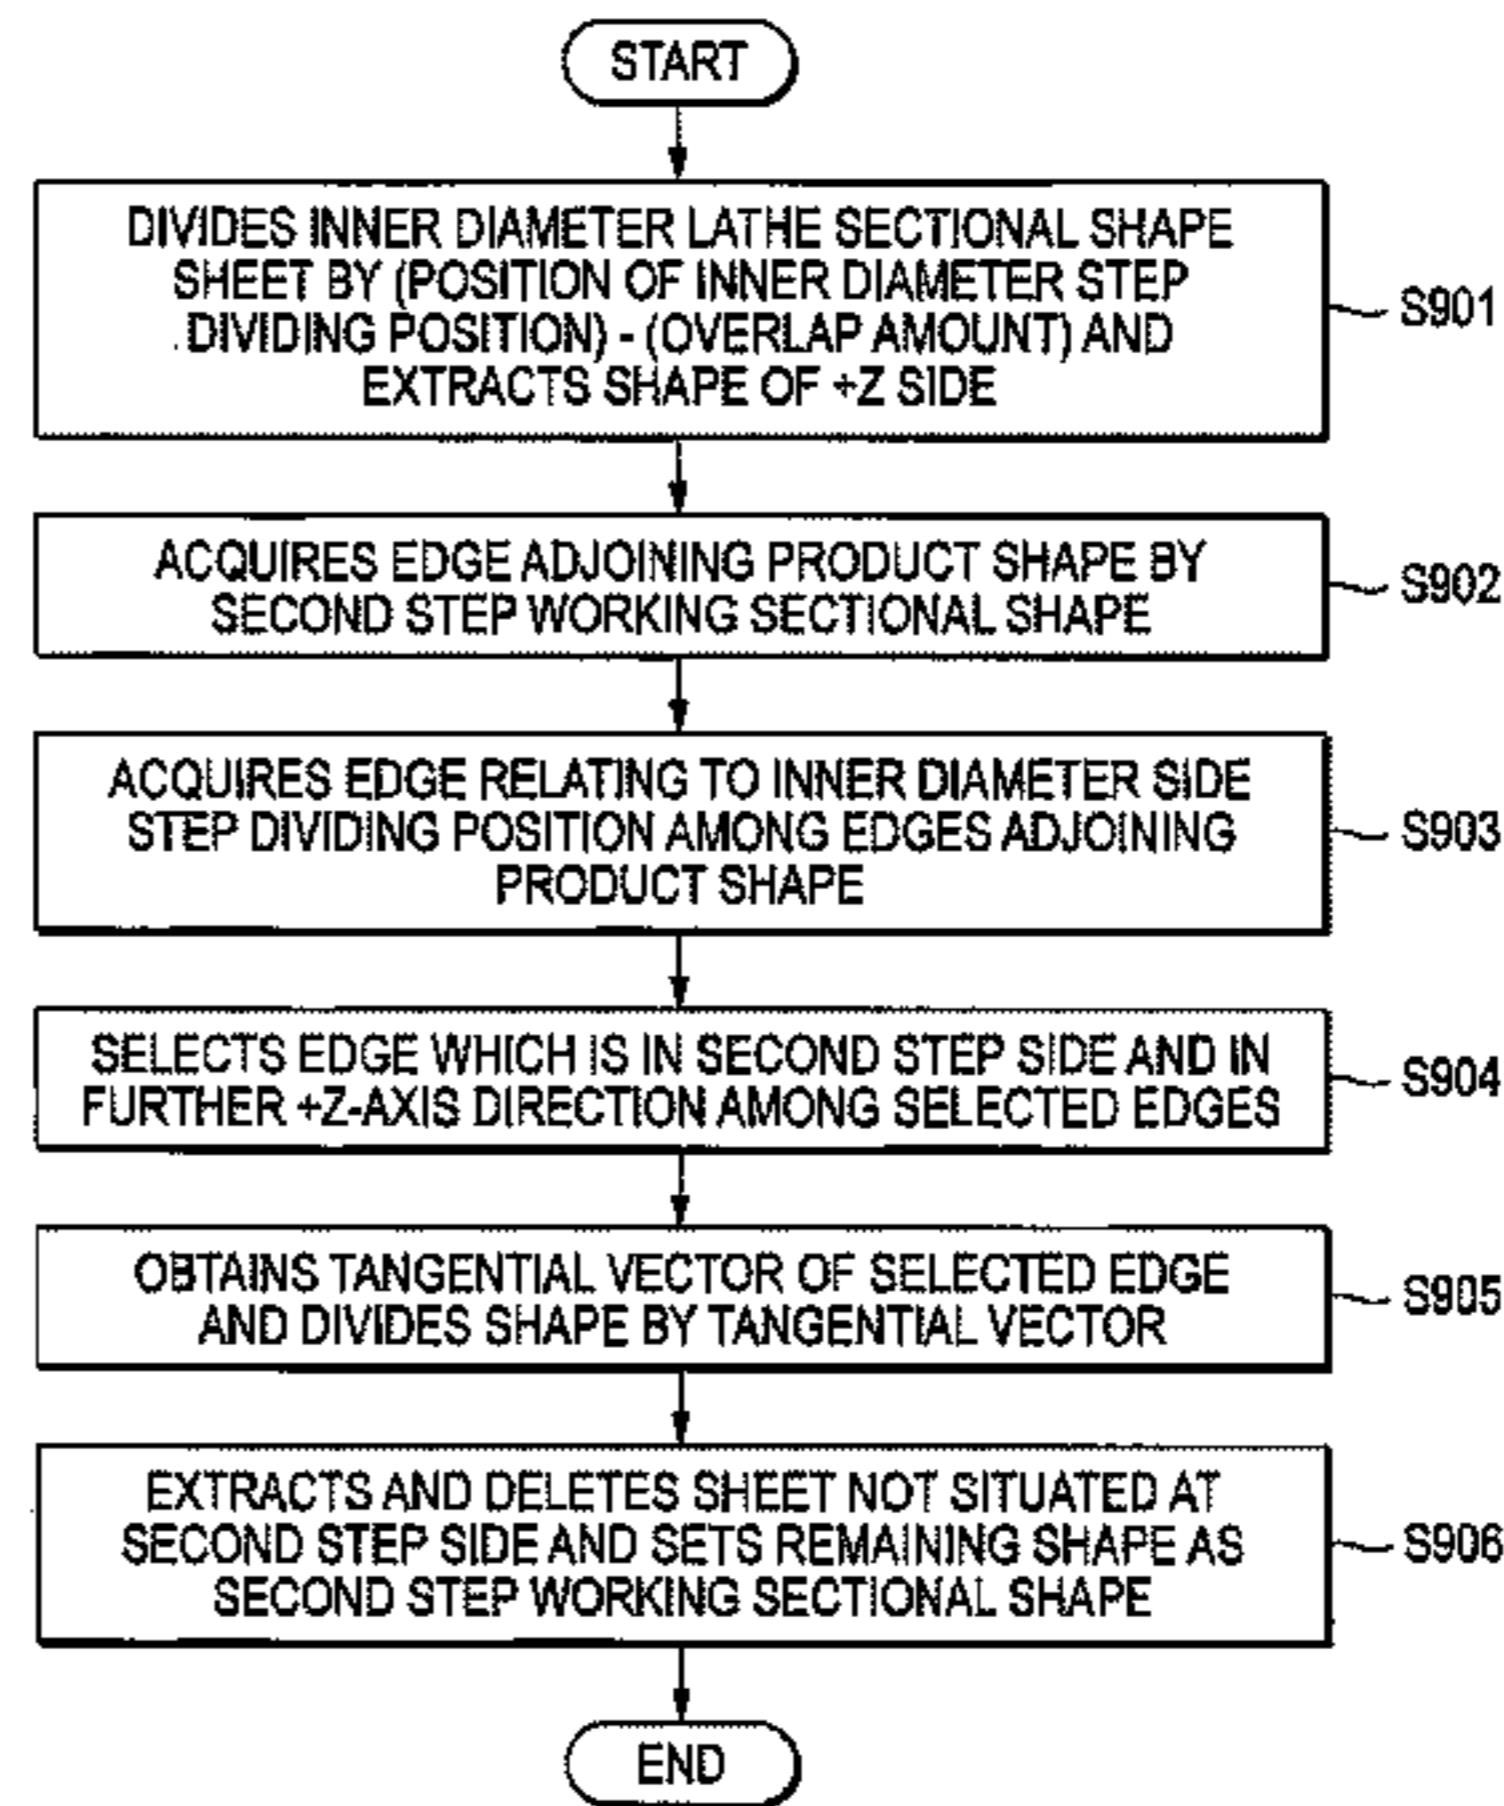 START
DIVIDES INNER DIAMETER LATHE SECTIONAL SHAPE
SHEET BY (POSITION OF INNER DIAMETER STEP
DIVIDING POSITION) - (OVERLAP AMOUNT) AND
EXTRACTS SHAPE OF +Z SIDE
S901
ACQUIRES EDGE ADJOINING PRODUCT SHAPE BY
SECOND STEP WORKING SECTIONAL SHAPE
S902
ACQUIRES EDGE RELATING TO INNER DIAMETER SIDE
STEP DIVIDING POSITION AMONG EDGES ADJOINING
PRODUCT SHAPE
S903
SELECTS EDGE WHICH IS IN SECOND STEP SIDE AND IN
FURTHER +Z-AXIS DIRECTION AMONG SELECTED EDGES
S904
OBTAINS TANGENTIAL VECTOR OF SELECTED EDGE
AND DIVIDES SHAPE BY TANGENTIAL VECTOR
S905
EXTRACTS AND DELETES SHEET NOT SITUATED AT
SECOND STEP SIDE AND SETS REMAINING SHAPE AS
SECOND STEP WORKING SECTIONAL SHAPE
S906
END